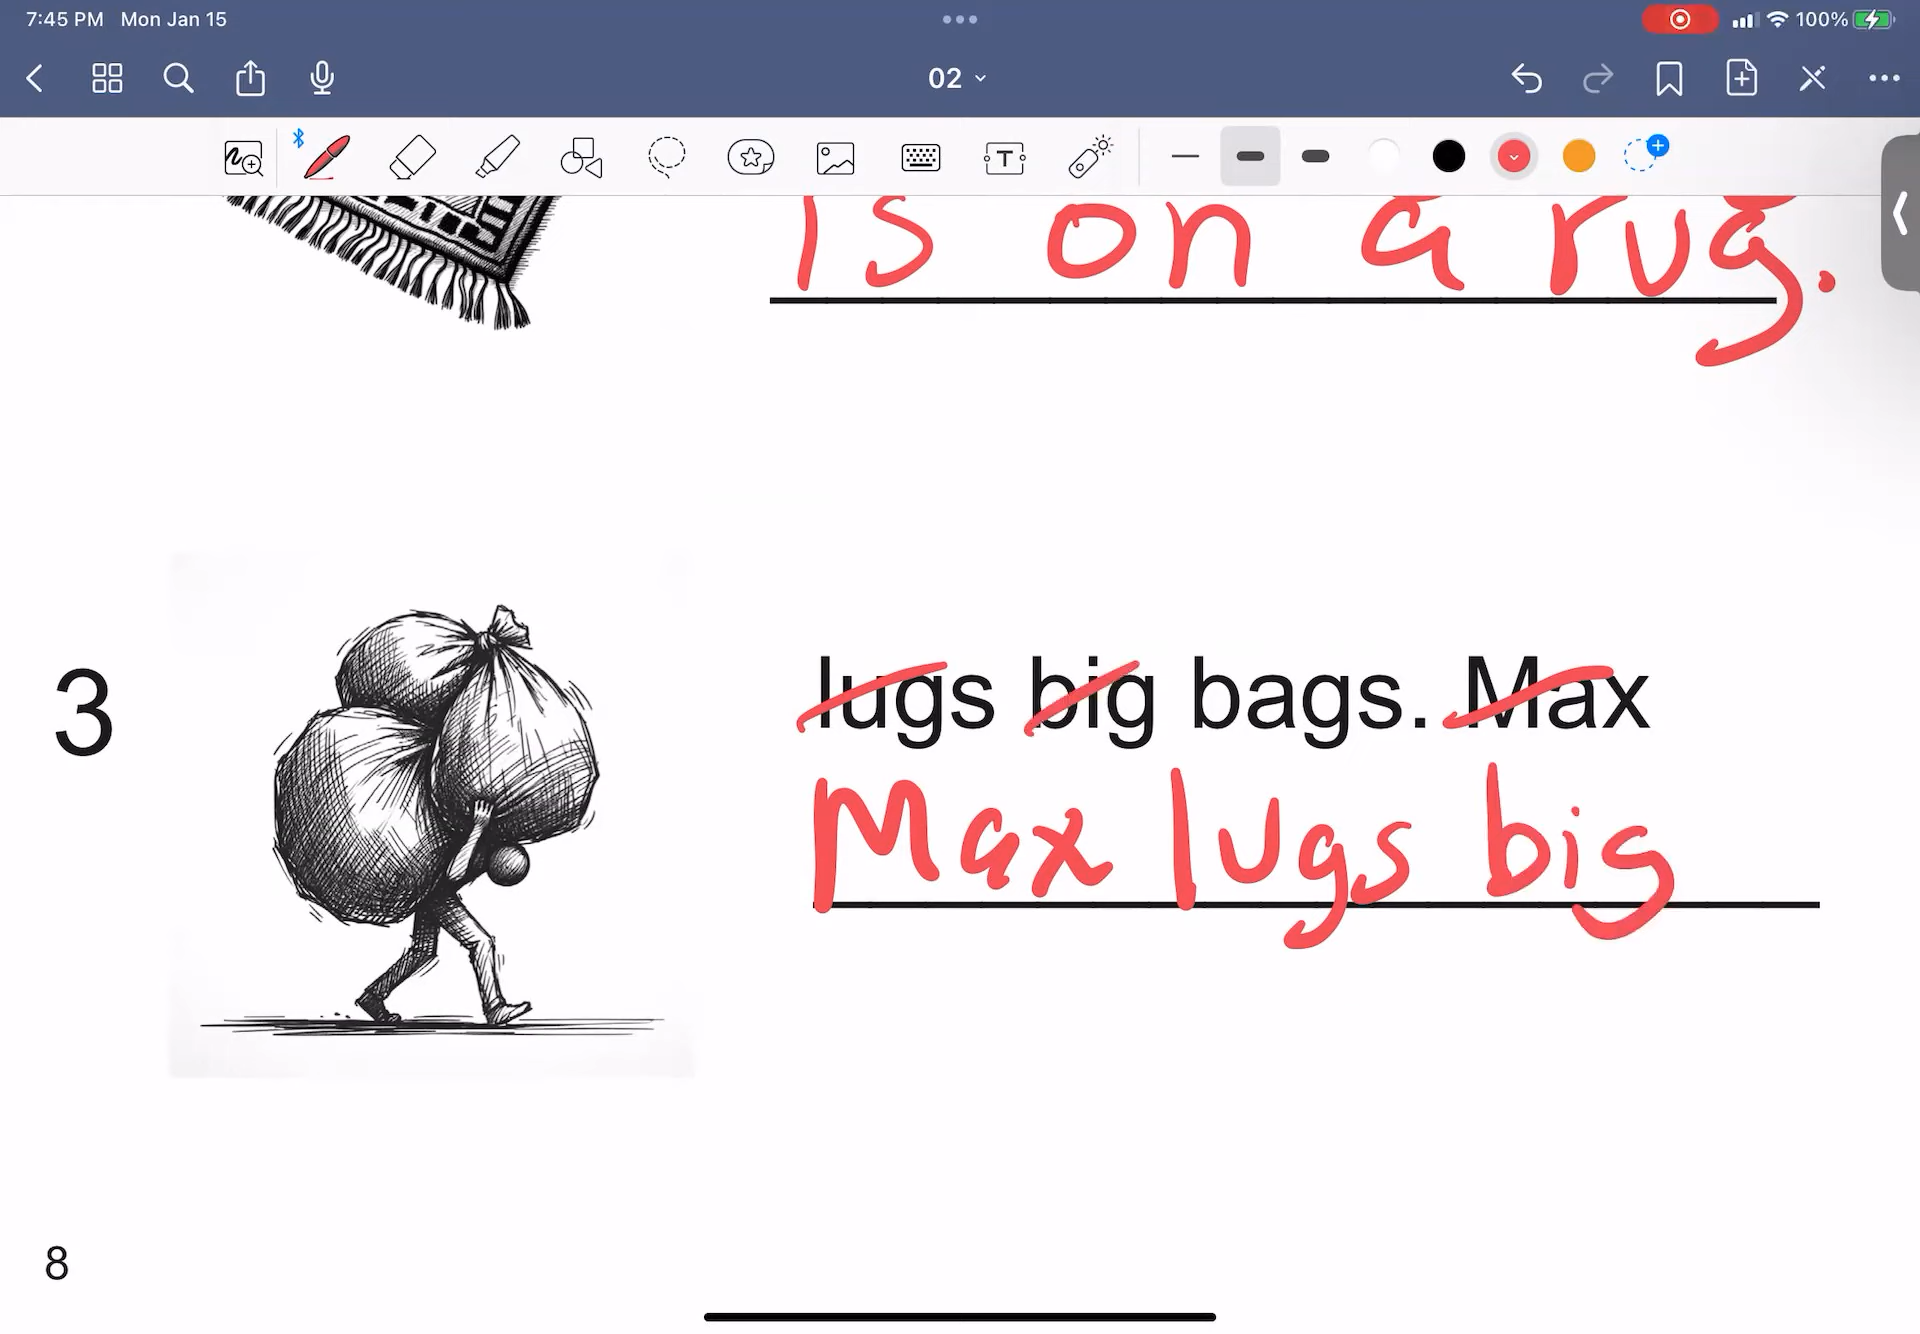 7:45 PM Mon Jan 15
100%
02
T
is on a rug.
3
lugs big bags. Max
Max lugs big
8